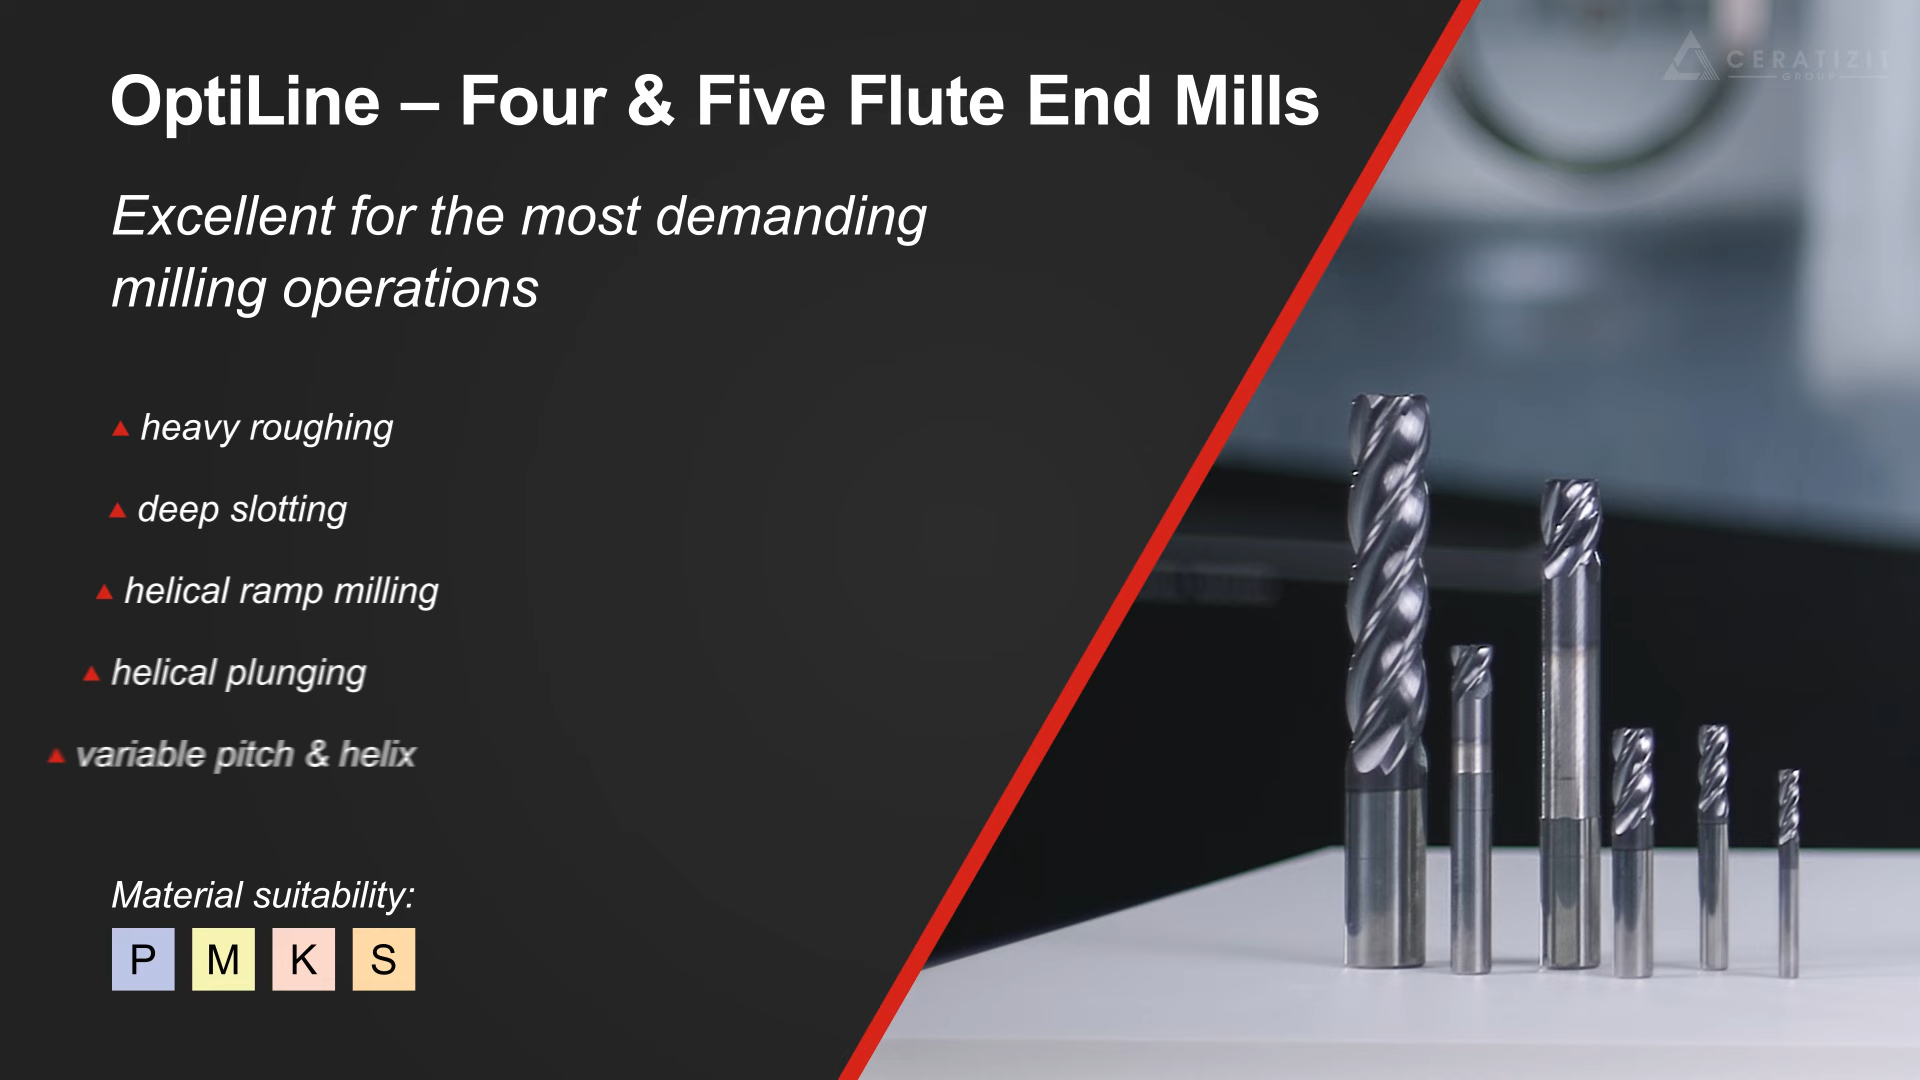 OptiLine – Four & Five Flute End Mills
CERATIZIT
GROUP
Excellent for the most demanding
milling operations
heavy roughing
deep slotting
helical ramp milling
helical plunging
variable pitch & helix
Material suitability:
P M K S